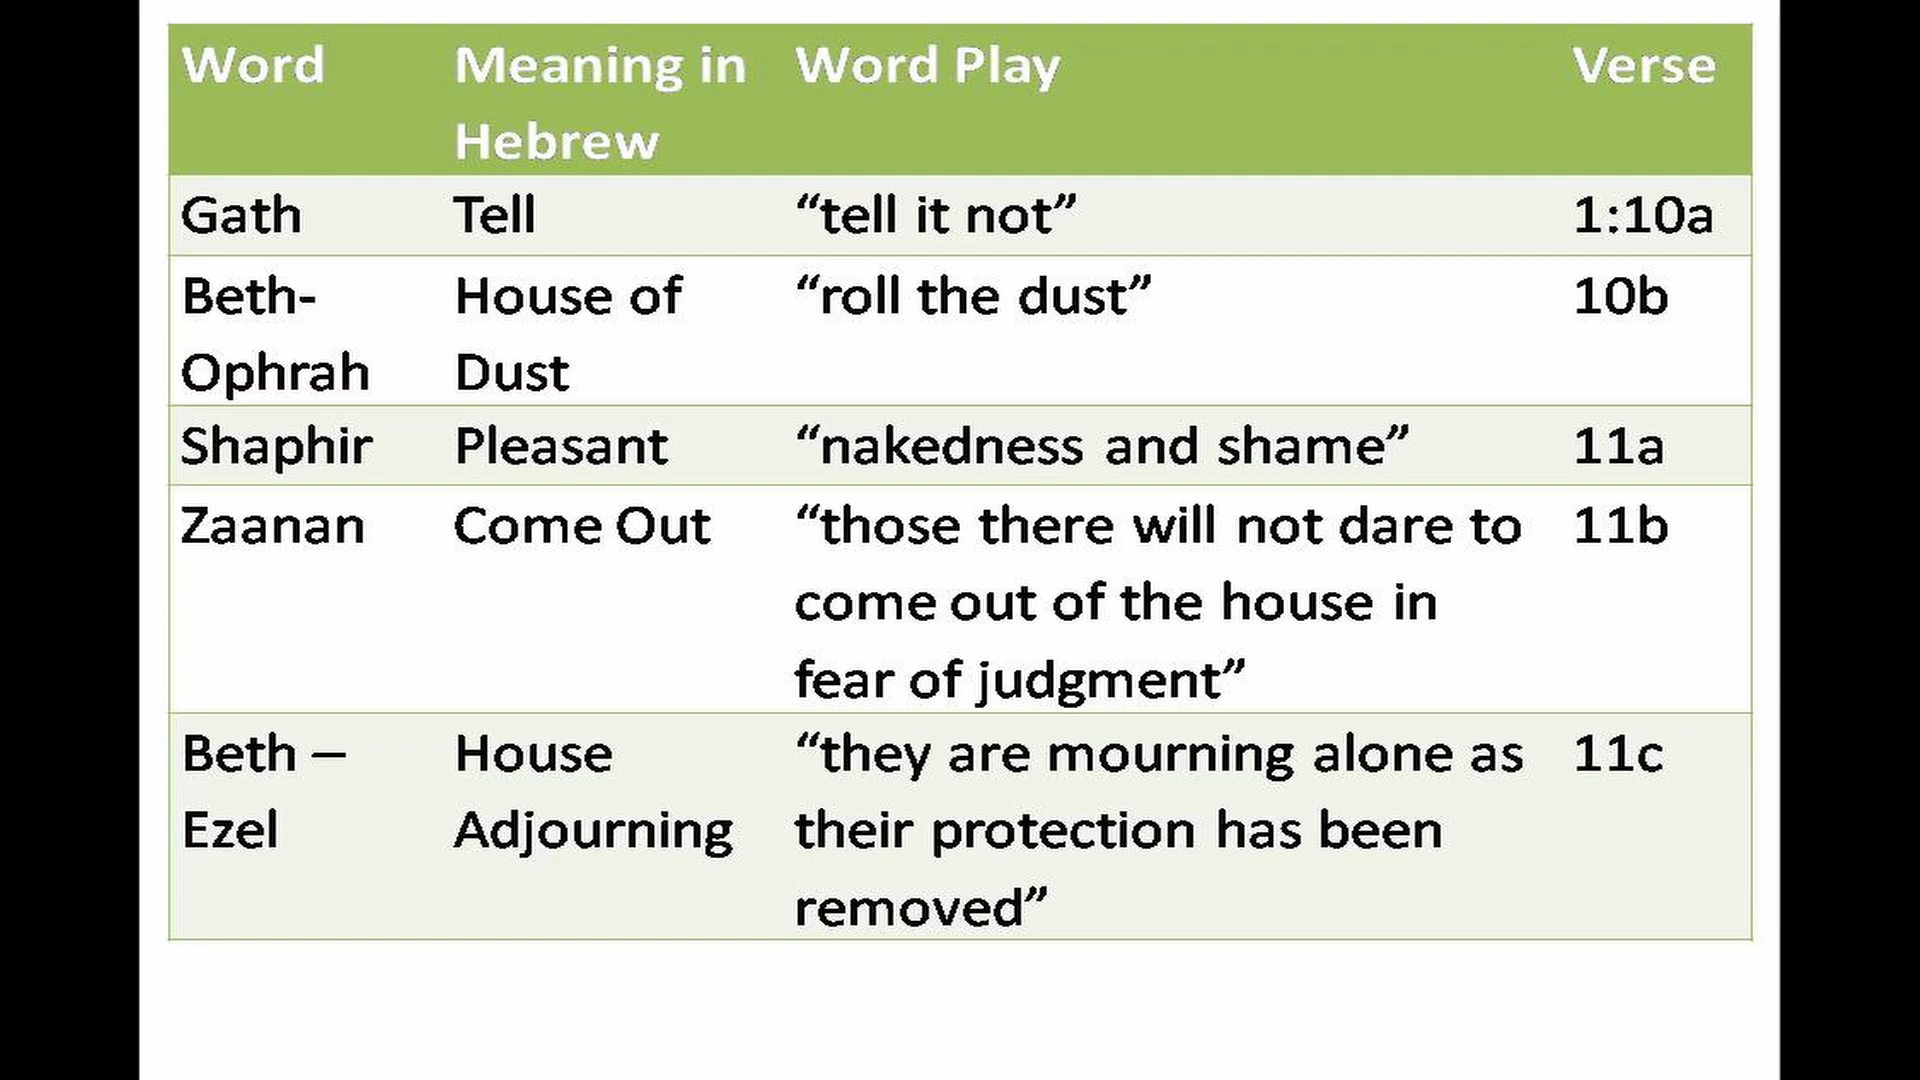 Word Meaning in Word Play Verse
Hebrew
Gath Tell “tell it not” 1:10a
Beth- House of “roll the dust” 10b
Ophrah Dust
Shaphir Pleasant “nakedness and shame” 11a
Zaanan Come Out “those there will not dare to 11b
come out of the house in
fear of judgment”
Beth – House “they are mourning alone as 11c
Ezel Adjourning their protection has been
removed”